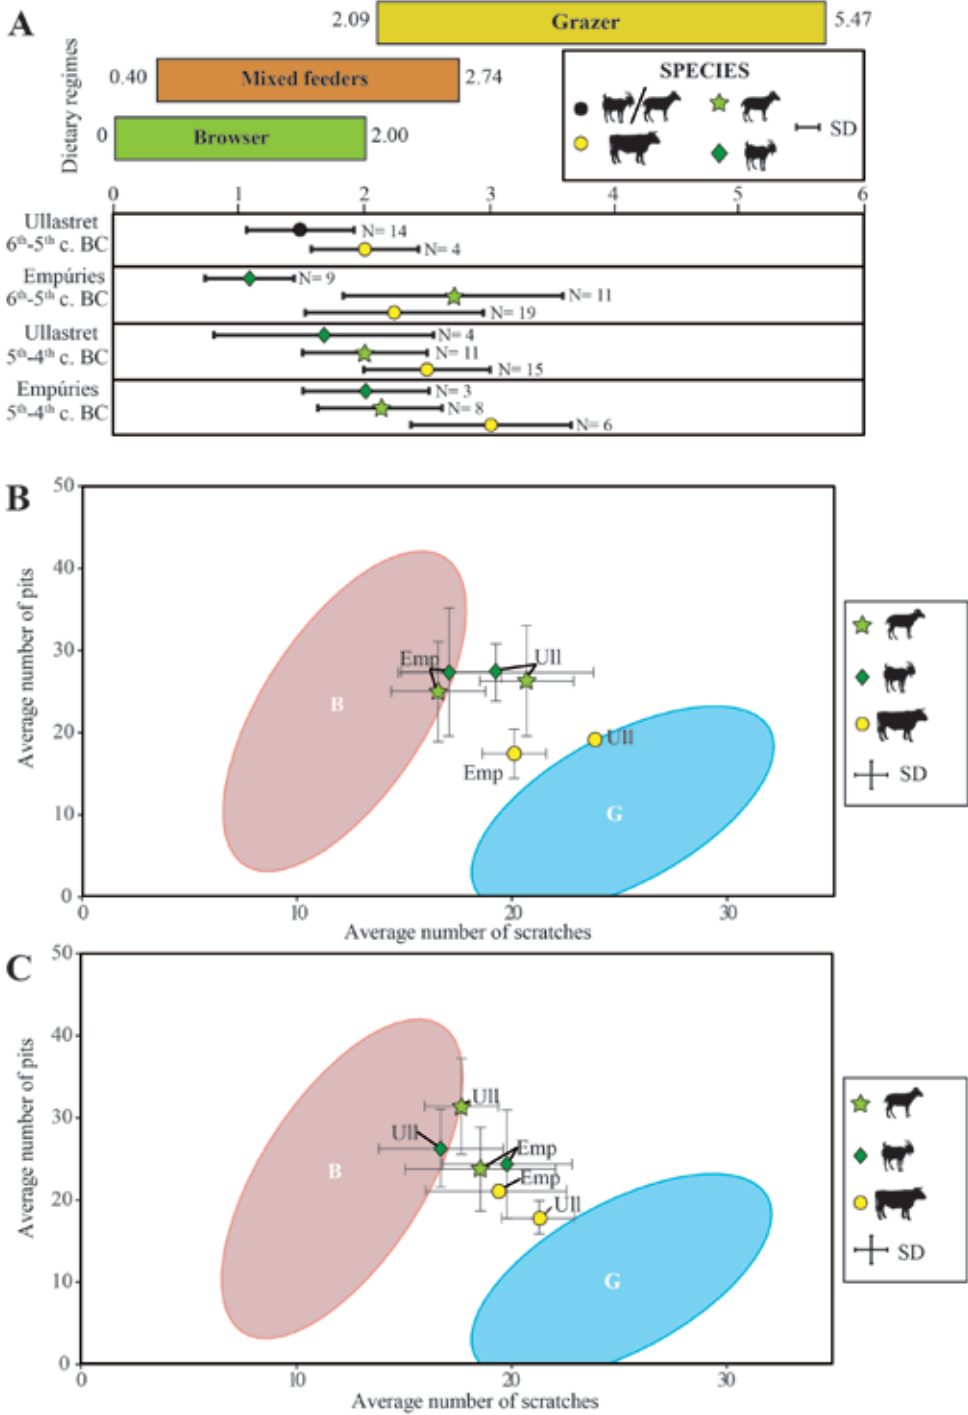 A
2.09
Grazer
5.47
0.40
Mixed feeders
2.74
0
Browser
2.00
Dietary regimes
SPECIES
SD
0 1 2 3 4 5 6
Ullastret
6th-5th c. BC
N= 14
N= 4
Empúries
6th-5th c. BC
N= 9
N= 11
N= 19
Ullastret
5th-4th c. BC
N= 4
N= 11
N= 15
Empúries
5th-4th c. BC
N= 3
N= 8
N= 6
B
50
40
30
20
10
0
Average number of pits
Emp
Ull
B
Ull
Emp
G
SD
0 10 20 30
Average number of scratches
C
50
40
30
20
10
0
Average number of pits
Ull
Ull
Emp
B
Emp
Ull
G
SD
0 10 20 30
Average number of scratches